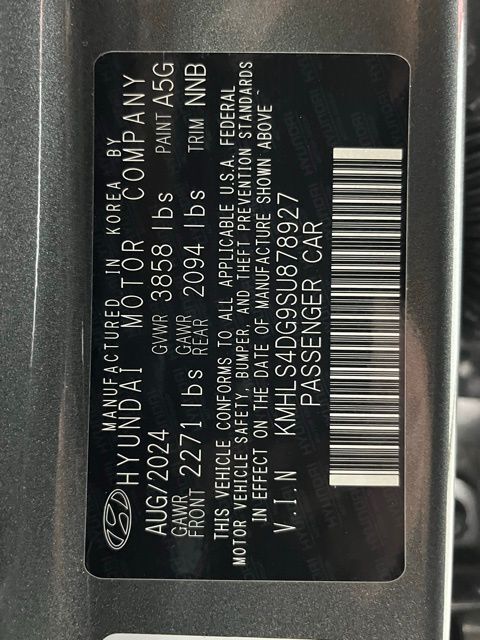 MANUFACTURED IN KOREA BY
HYUNDAI MOTOR COMPANY
AUG/2024 GVWR 3858 lbs PAINT A5G
GAWR FRONT 2271 lbs GAWR REAR 2094 lbs TRIM NNB
THIS VEHICLE CONFORMS TO ALL APPLICABLE U.S.A. FEDERAL
MOTOR VEHICLE SAFETY, BUMPER, AND THEFT PREVENTION STANDARDS
IN EFFECT ON THE DATE OF MANUFACTURE SHOWN ABOVE
V.I.N KMHLS4DG9SU878927
PASSENGER CAR